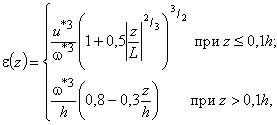 ε(z) = { u*³/ω*³ (1 + 0,5|z/L|^2/3)^3/2 при z ≤ 0,1h;
ω*³/h (0,8 − 0,3 z/h) при z > 0,1h,